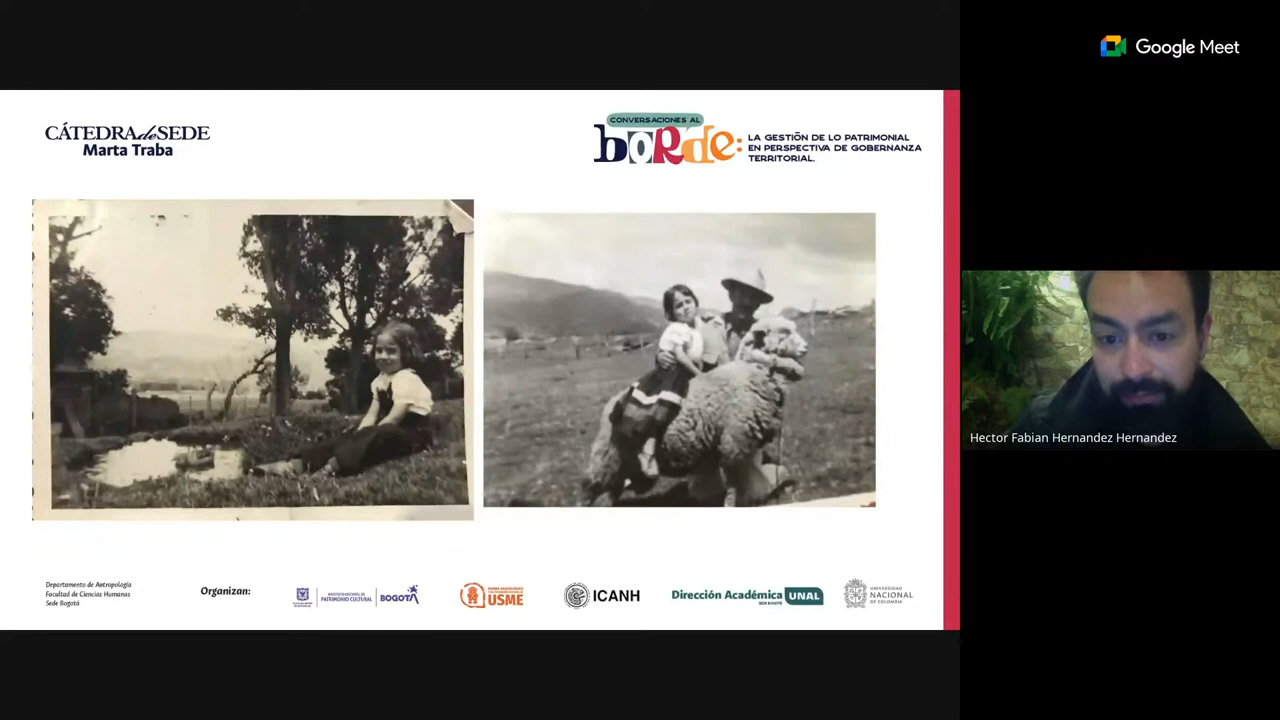 Google Meet
CÁTEDRA de SEDE
Marta Traba
CONVERSACIONES AL
borde:
LA GESTIÓN DE LO PATRIMONIAL
EN PERSPECTIVA DE GOBERNANZA
TERRITORIAL.
Hector Fabian Hernandez Hernandez
Departamento de Antropología
Facultad de Ciencias Humanas
Sede Bogotá
Organizan:
PATRIMONIO CULTURAL
BOGOTÁ
USME
ICANH
Dirección Académica UNAL
SEDE BOGOTÁ
UNIVERSIDAD
NACIONAL
DE COLOMBIA